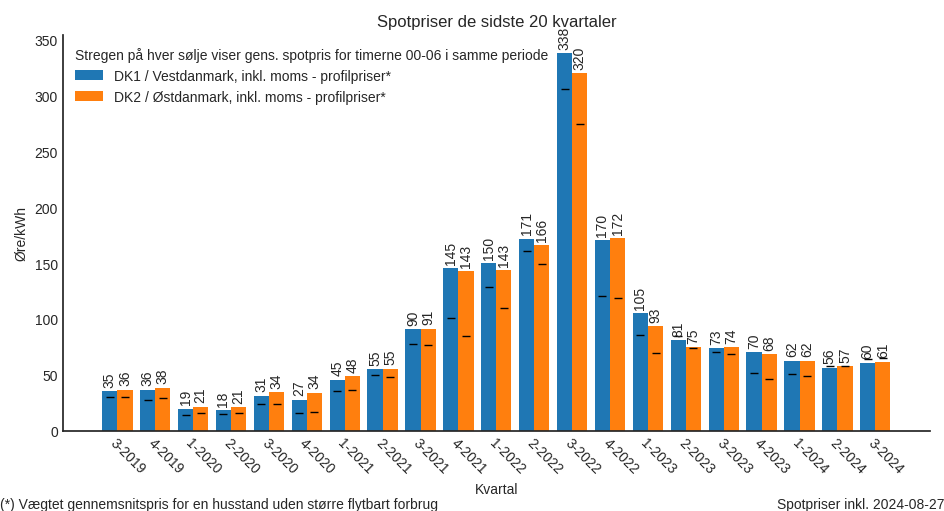 Spotpriser de sidste 20 kvartaler
Stregen på hver sølje viser gens. spotpris for timerne 00-06 i samme periode
DK1 / Vestdanmark, inkl. moms - profilpriser*
DK2 / Østdanmark, inkl. moms - profilpriser*
Øre/kWh
350
300
250
200
150
100
50
0
35 36 36 38 19 21 18 21 31 34 27 34 45 48 55 55 90 91 145 143 150 143 171 166 338 320 170 172 105 93 81 75 73 74 70 68 62 62 56 57 60 61
3-2019 4-2019 1-2020 2-2020 3-2020 4-2020 1-2021 2-2021 3-2021 4-2021 1-2022 2-2022 3-2022 4-2022 1-2023 2-2023 3-2023 4-2023 1-2024 2-2024 3-2024
Kvartal
(*) Vægtet gennemsnitspris for en husstand uden større flytbart forbrug
Spotpriser inkl. 2024-08-27